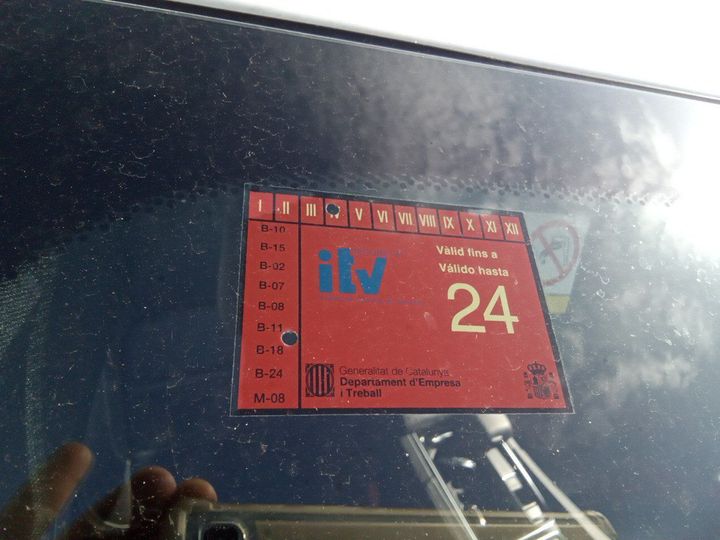 I II III V VI VII VIII IX X XI XII
B-10
B-15
B-02
B-07
B-08
B-11
B-18
B-24
M-08
itv
Vàlid fins a
Válido hasta
24
Generalitat de Catalunya
Departament d'Empresa
i Treball